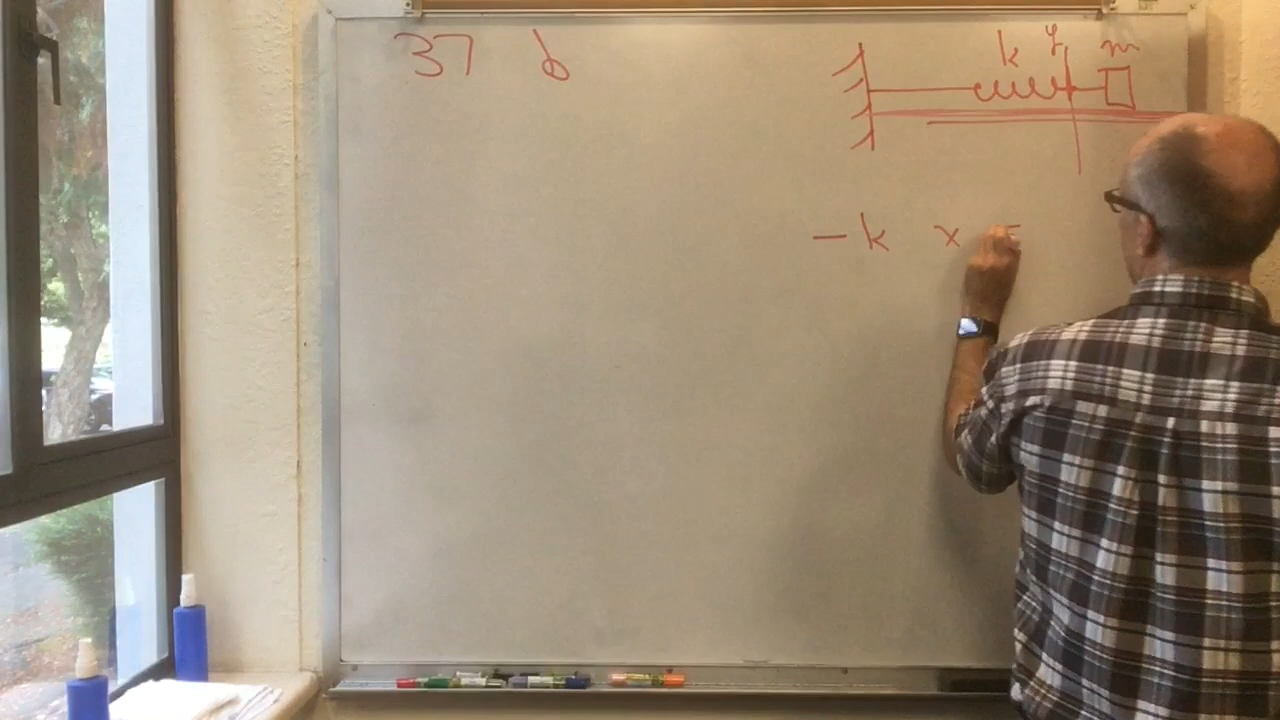 37 b
k y m
-k x =